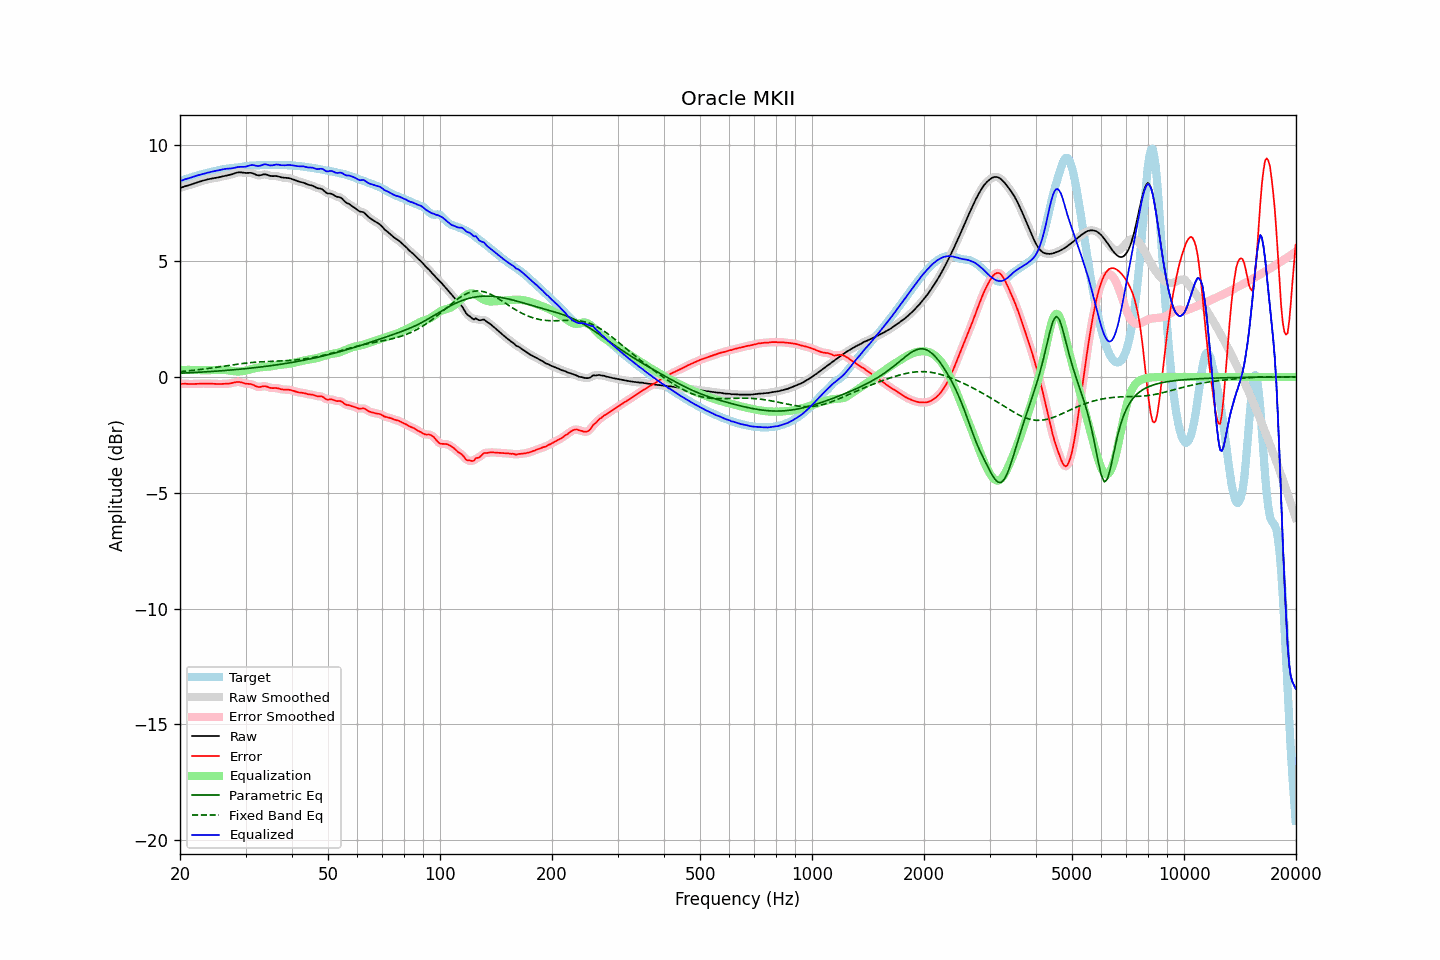 Oracle MKII
10
5
0
−5
−10
−15
−20
Amplitude (dBr)
Target
Raw Smoothed
Error Smoothed
Raw
Error
Equalization
Parametric Eq
Fixed Band Eq
Equalized
20 50 100 200 500 1000 2000 5000 10000 20000
Frequency (Hz)